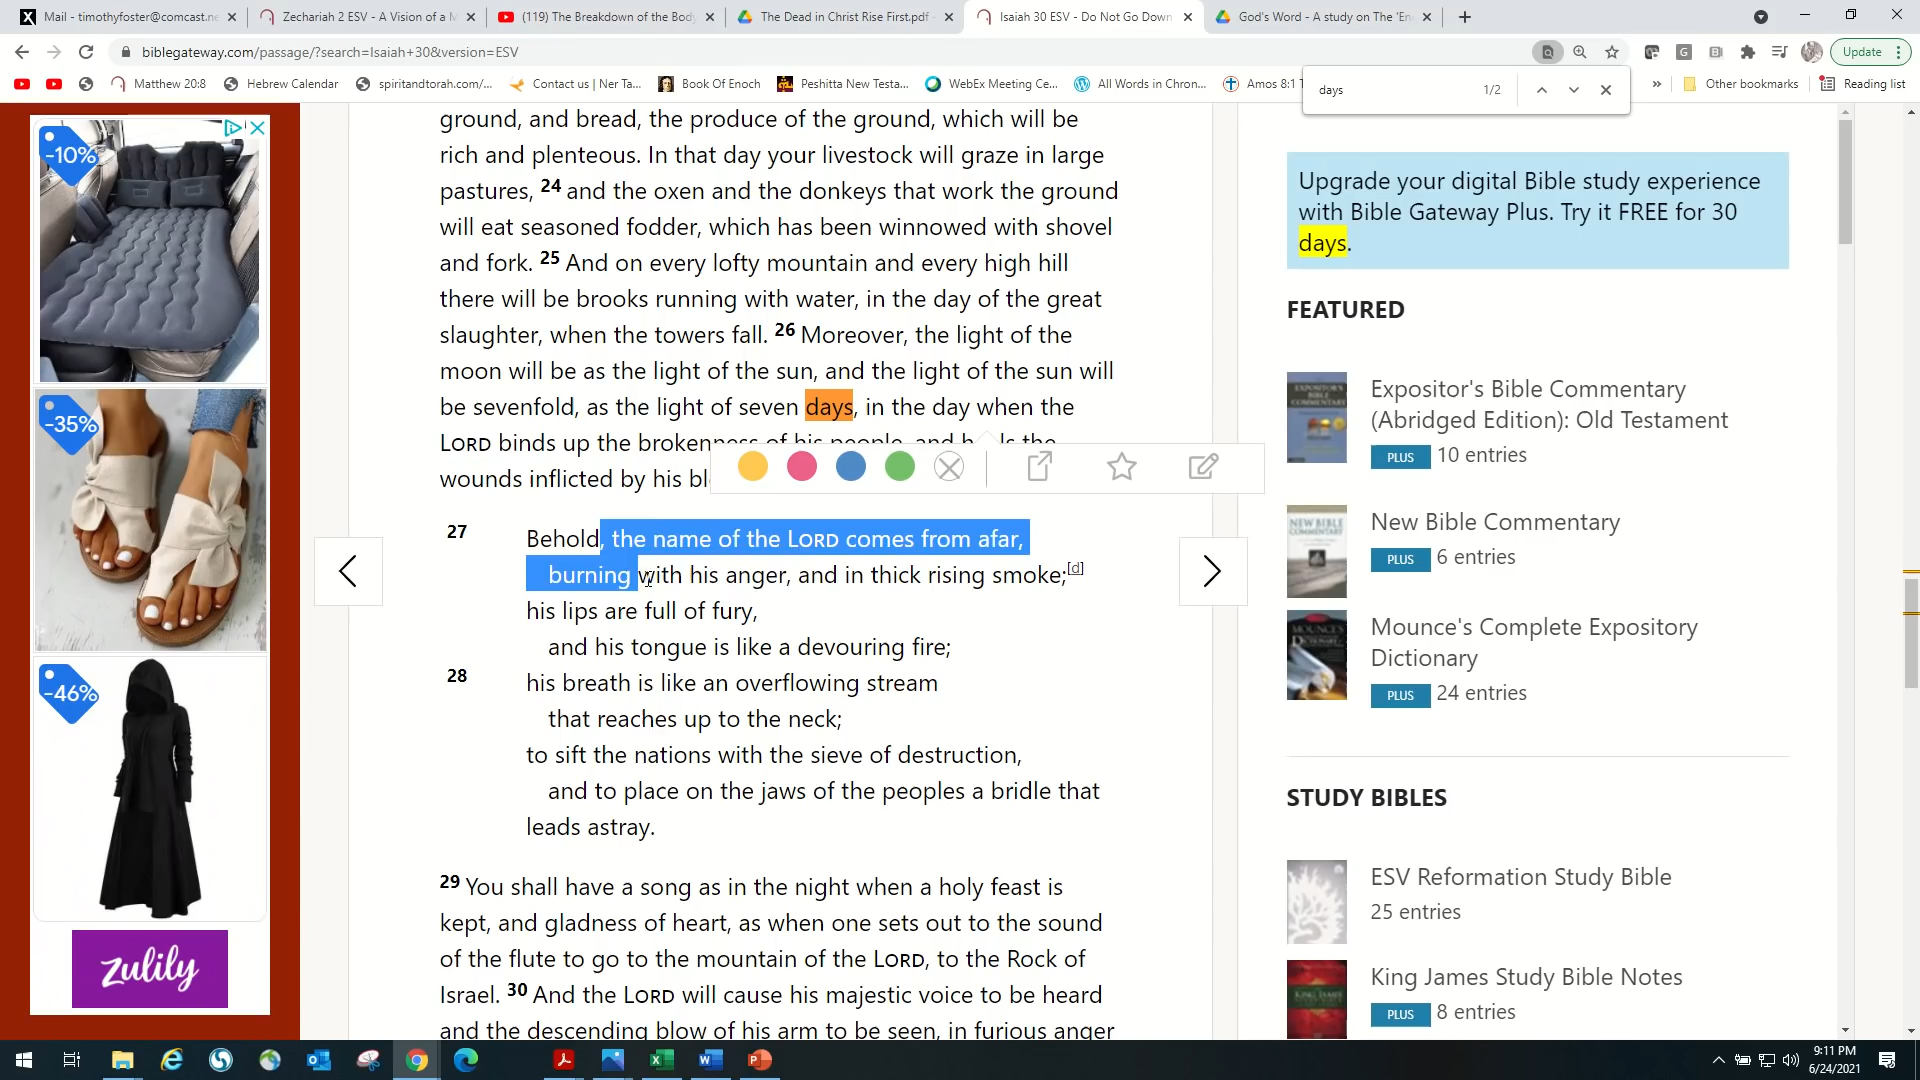 Mail - timothyfoster@comcast.ne
Zechariah 2 ESV - A Vision of a M
(119) The Breakdown of the Bod
The Dead in Christ Rise First.pdf -
Isaiah 30 ESV - Do Not Go Down
God's Word - A study on The 'En
biblegateway.com/passage/?search=Isaiah+30&version=ESV
Update
Matthew 20:8
Hebrew Calendar
spiritandtorah.com/...
Contact us | Ner Ta...
Book Of Enoch
Peshitta New Testa...
WebEx Meeting Ce...
All Words in Chron...
Amos 8:1
»
Other bookmarks
Reading list
days
1/2
-10%
-35%
-46%
zulily
ground, and bread, the produce of the ground, which will be
rich and plenteous. In that day your livestock will graze in large
pastures, 24 and the oxen and the donkeys that work the ground
will eat seasoned fodder, which has been winnowed with shovel
and fork. 25 And on every lofty mountain and every high hill
there will be brooks running with water, in the day of the great
slaughter, when the towers fall. 26 Moreover, the light of the
moon will be as the light of the sun, and the light of the sun will
be sevenfold, as the light of seven days, in the day when the
LORD binds up the brokenness of his people, and the
wounds inflicted by his
27 Behold, the name of the LORD comes from afar,
burning with his anger, and in thick rising smoke;[d]
his lips are full of fury,
and his tongue is like a devouring fire;
28 his breath is like an overflowing stream
that reaches up to the neck;
to sift the nations with the sieve of destruction,
and to place on the jaws of the peoples a bridle that
leads astray.
29 You shall have a song as in the night when a holy feast is
kept, and gladness of heart, as when one sets out to the sound
of the flute to go to the mountain of the LORD, to the Rock of
Israel. 30 And the LORD will cause his majestic voice to be heard
and the descending blow of his arm to be seen, in furious anger
Upgrade your digital Bible study experience
with Bible Gateway Plus. Try it FREE for 30
days.
FEATURED
Expositor's Bible Commentary
(Abridged Edition): Old Testament
PLUS 10 entries
New Bible Commentary
PLUS 6 entries
Mounce's Complete Expository
Dictionary
PLUS 24 entries
STUDY BIBLES
ESV Reformation Study Bible
25 entries
King James Study Bible Notes
PLUS 8 entries
9:11 PM
6/24/2021